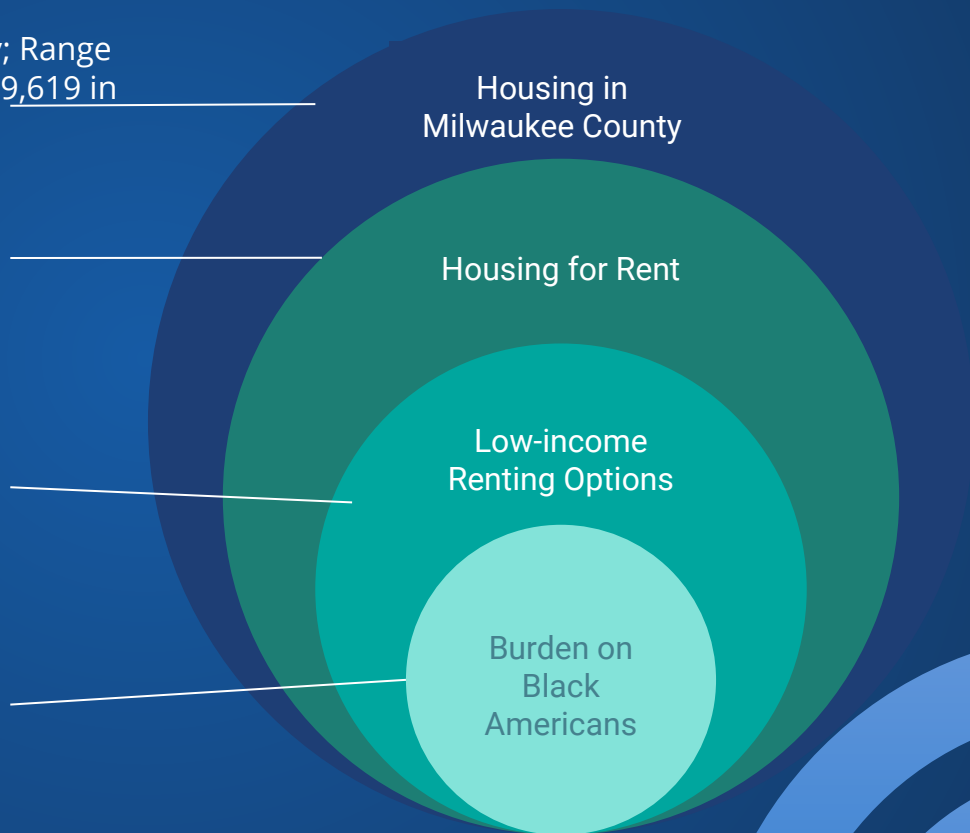 ; Range
9,619 in
Housing in
Milwaukee County
Housing for Rent
Low-income
Renting Options
Burden on
Black
Americans